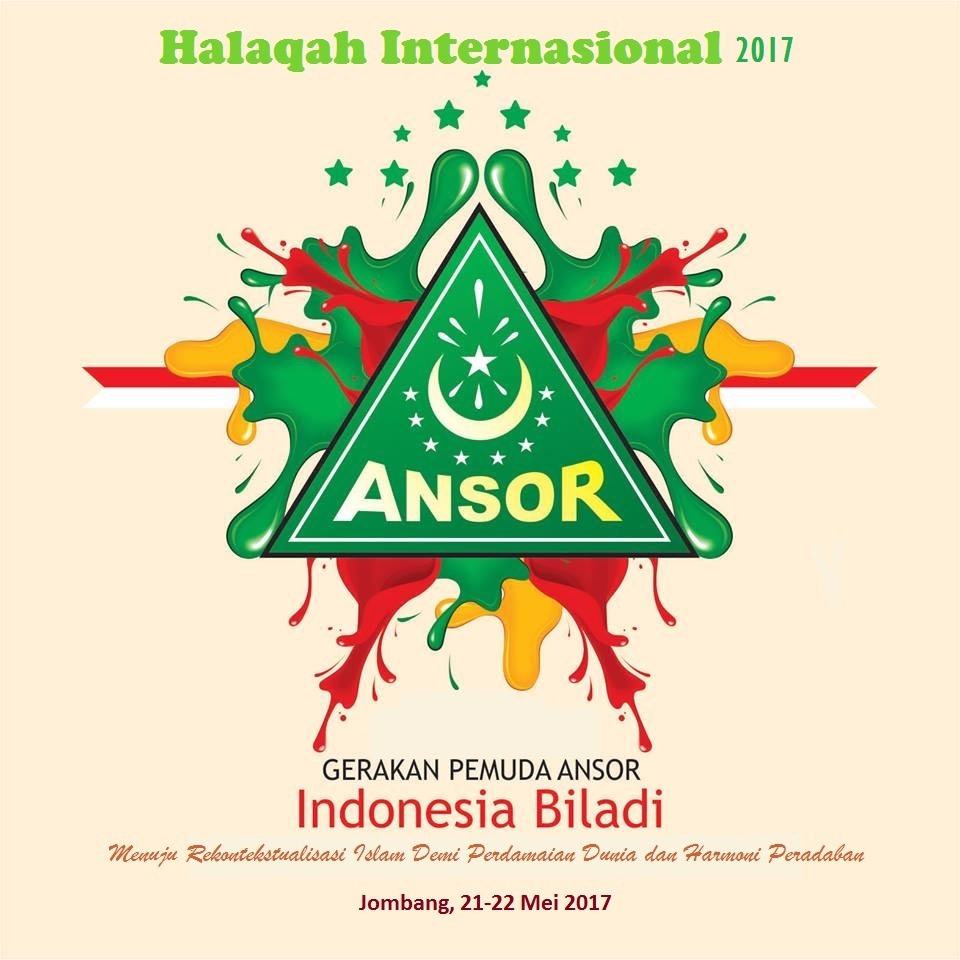 Halaqah Internasional 2017
ANSOR
GERAKAN PEMUDA ANSOR
Indonesia Biladi
Menuju Rekontekstualisasi Islam Demi Perdamaian Dunia dan Harmoni Peradaban
Jombang, 21-22 Mei 2017